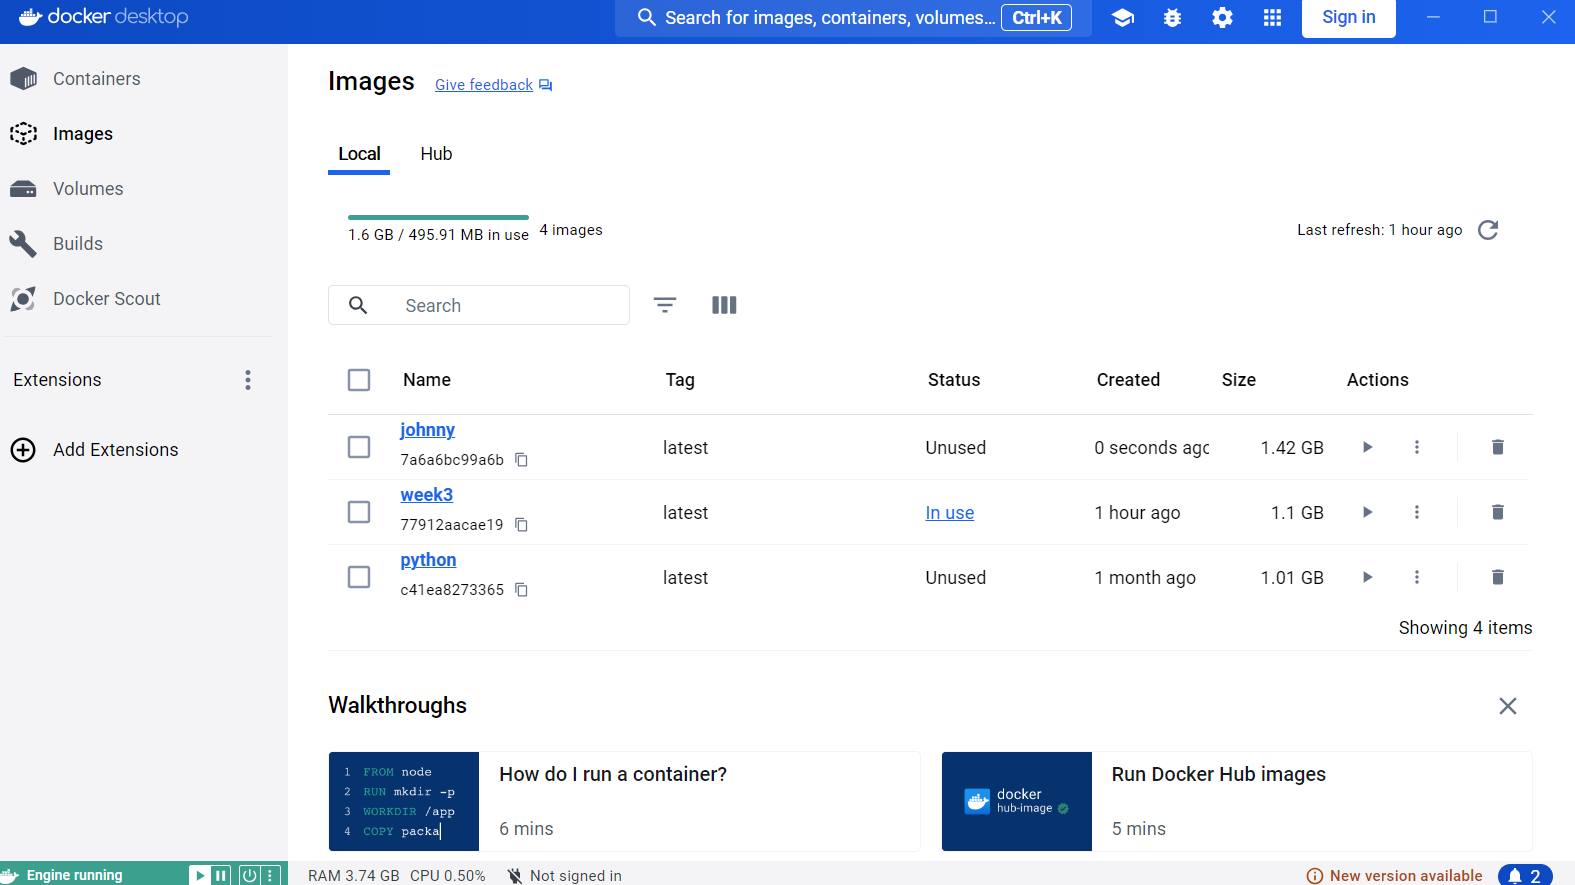 docker desktop
Search for images, containers, volumes... Ctrl+K
Sign in
Containers
Images
Volumes
Builds
Docker Scout
Extensions
Add Extensions
Images Give feedback
Local Hub
1.6 GB / 495.91 MB in use 4 images
Last refresh: 1 hour ago
Search
Name Tag Status Created Size Actions
johnny
7a6a6bc99a6b latest Unused 0 seconds ago 1.42 GB
week3
77912aacae19 latest In use 1 hour ago 1.1 GB
python
c41ea8273365 latest Unused 1 month ago 1.01 GB
Showing 4 items
Walkthroughs
1 FROM node
2 RUN mkdir -p
3 WORKDIR /app
4 COPY packa
How do I run a container?
6 mins
docker
hub-image
Run Docker Hub images
5 mins
Engine running
RAM 3.74 GB CPU 0.50% Not signed in
New version available 2